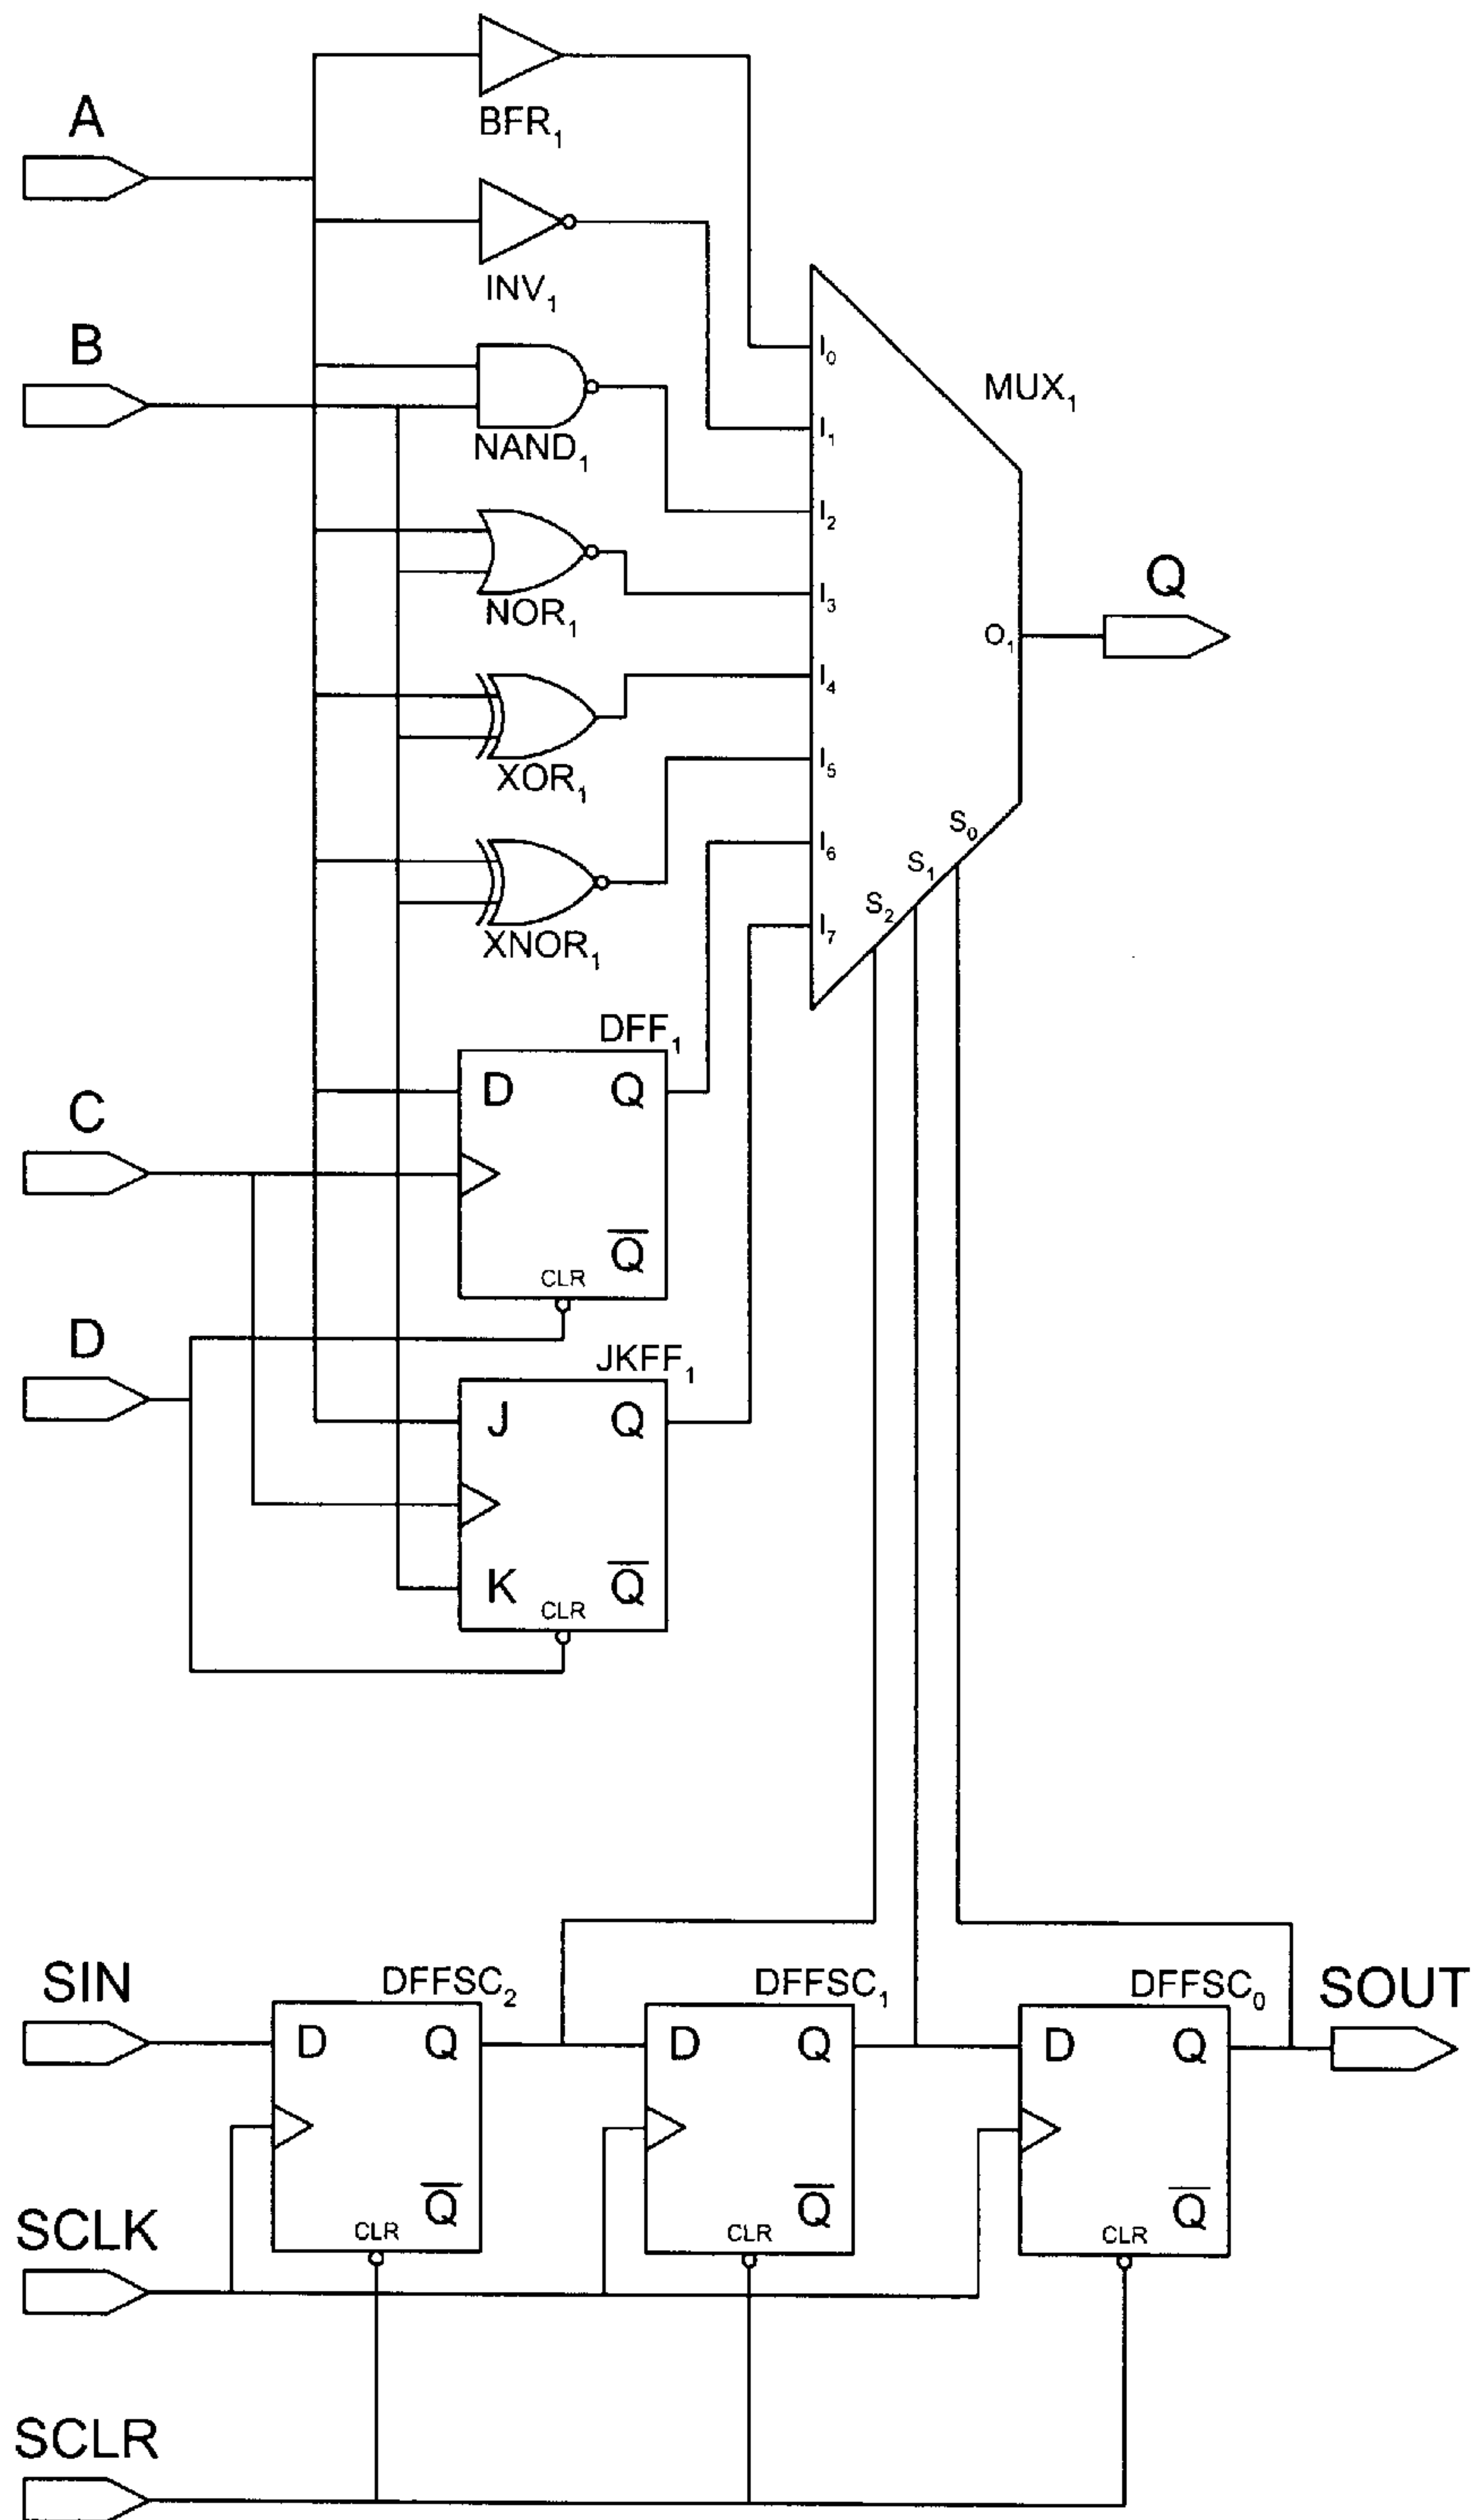 A
BFR₁
INV₁
B
NAND₁
NOR₁
XOR₁
XNOR₁
I₀
I₁
I₂
I₃
I₄
I₅
I₆
I₇
MUX₁
O₁
S₀
S₁
S₂
Q
C
DFF₁
D Q
Q̅
CLR
D
JKFF₁
J Q
K Q̅
CLR
SIN
DFFSC₂
D Q
Q̅
CLR
DFFSC₁
D Q
Q̅
CLR
DFFSC₀
D Q
Q̅
CLR
SOUT
SCLK
SCLR